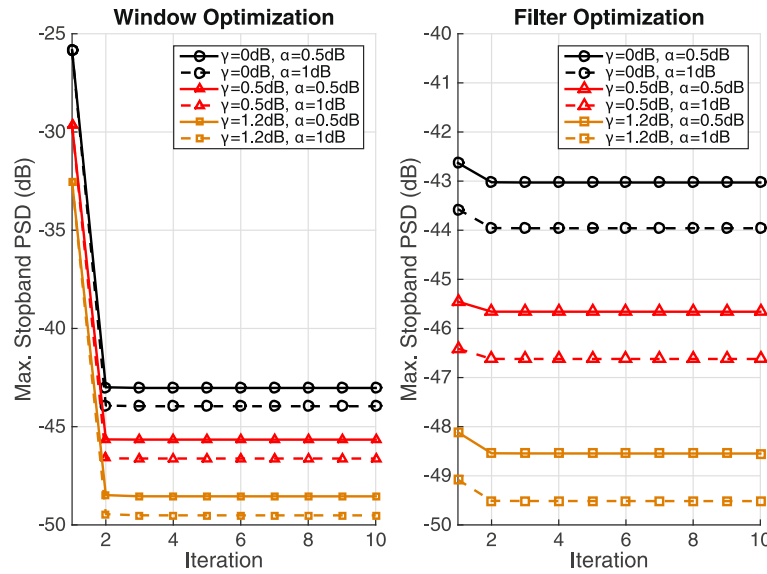 Window Optimization
Max. Stopband PSD (dB)
-25
-30
-35
-40
-45
-50
γ=0dB, α=0.5dB
γ=0dB, α=1dB
γ=0.5dB, α=0.5dB
γ=0.5dB, α=1dB
γ=1.2dB, α=0.5dB
γ=1.2dB, α=1dB
2 4 6 8 10
Iteration
Filter Optimization
Max. Stopband PSD (dB)
-40
-41
-42
-43
-44
-45
-46
-47
-48
-49
-50
γ=0dB, α=0.5dB
γ=0dB, α=1dB
γ=0.5dB, α=0.5dB
γ=0.5dB, α=1dB
γ=1.2dB, α=0.5dB
γ=1.2dB, α=1dB
2 4 6 8 10
Iteration